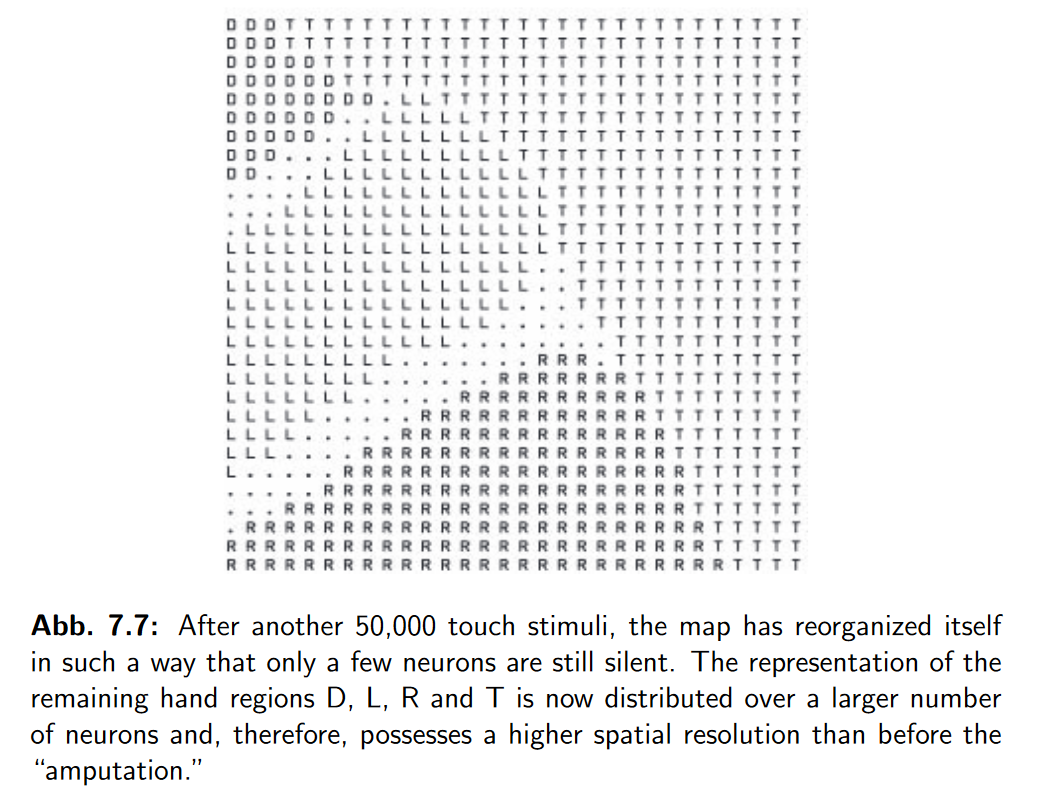 D D D T T T T T T T T T T T T T T T T T T T T T T T T T T T
D D D T T T T T T T T T T T T T T T T T T T T T T T T T T T
D D D D D T T T T T T T T T T T T T T T T T T T T T T T T T
D D D D D D T T T T T T T T T T T T T T T T T T T T T T T T
D D D D D D D D . L L T T T T T T T T T T T T T T T T T T T
D D D D D D . . L L L L L T T T T T T T T T T T T T T T T T
D D D D D . . L L L L L L L T T T T T T T T T T T T T T T T
D D D . . . L L L L L L L L L T T T T T T T T T T T T T T T
D D . . . L L L L L L L L L L L T T T T T T T T T T T T T T
. . . . L L L L L L L L L L L L L T T T T T T T T T T T T T
. . . L L L L L L L L L L L L L L T T T T T T T T T T T T T
. L L L L L L L L L L L L L L L L T T T T T T T T T T T T T
L L L L L L L L L L L L L L L L L T T T T T T T T T T T T T
L L L L L L L L L L L L L L L L . . T T T T T T T T T T T T
L L L L L L L L L L L L L L L L . . T T T T T T T T T T T T
L L L L L L L L L L L L L L L . . . T T T T T T T T T T T T
L L L L L L L L L L L L L L . . . . . T T T T T T T T T T T
L L L L L L L L L L L L . . . . . . . . T T T T T T T T T T
L L L L L L L L L . . . . . . . R R R . T T T T T T T T T T
L L L L L L L L . . . . . . R R R R R R R T T T T T T T T T
L L L L L L L . . . . . R R R R R R R R R R T T T T T T T T
L L L L L . . . . . R R R R R R R R R R R R T T T T T T T T
L L L L . . . . . R R R R R R R R R R R R R R T T T T T T T
L L L . . . . R R R R R R R R R R R R R R R R T T T T T T T
L . . . . . R R R R R R R R R R R R R R R R R R T T T T T T
. . . . . R R R R R R R R R R R R R R R R R R R T T T T T T
. . . R R R R R R R R R R R R R R R R R R R R R T T T T T T
. R R R R R R R R R R R R R R R R R R R R R R R R T T T T T
R R R R R R R R R R R R R R R R R R R R R R R R R T T T T T
R R R R R R R R R R R R R R R R R R R R R R R R R R T T T T
Abb. 7.7: After another 50,000 touch stimuli, the map has reorganized itself
in such a way that only a few neurons are still silent. The representation of the
remaining hand regions D, L, R and T is now distributed over a larger number
of neurons and, therefore, possesses a higher spatial resolution than before the
“amputation.”